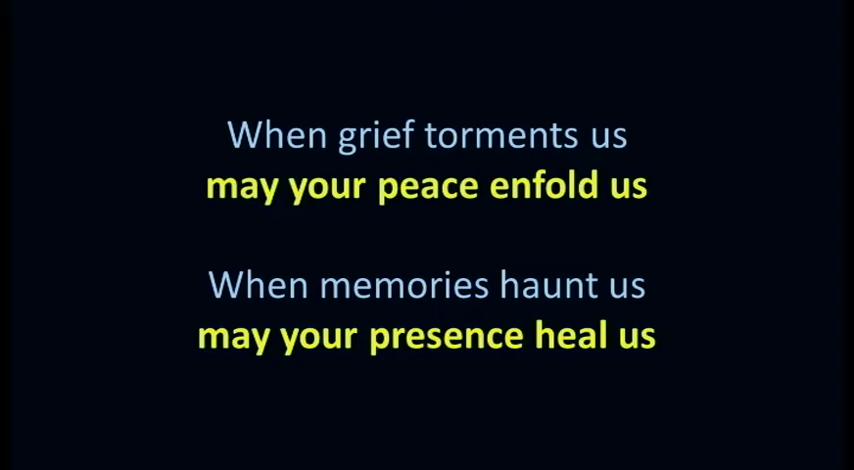 When grief torments us
may your peace enfold us
When memories haunt us
may your presence heal us